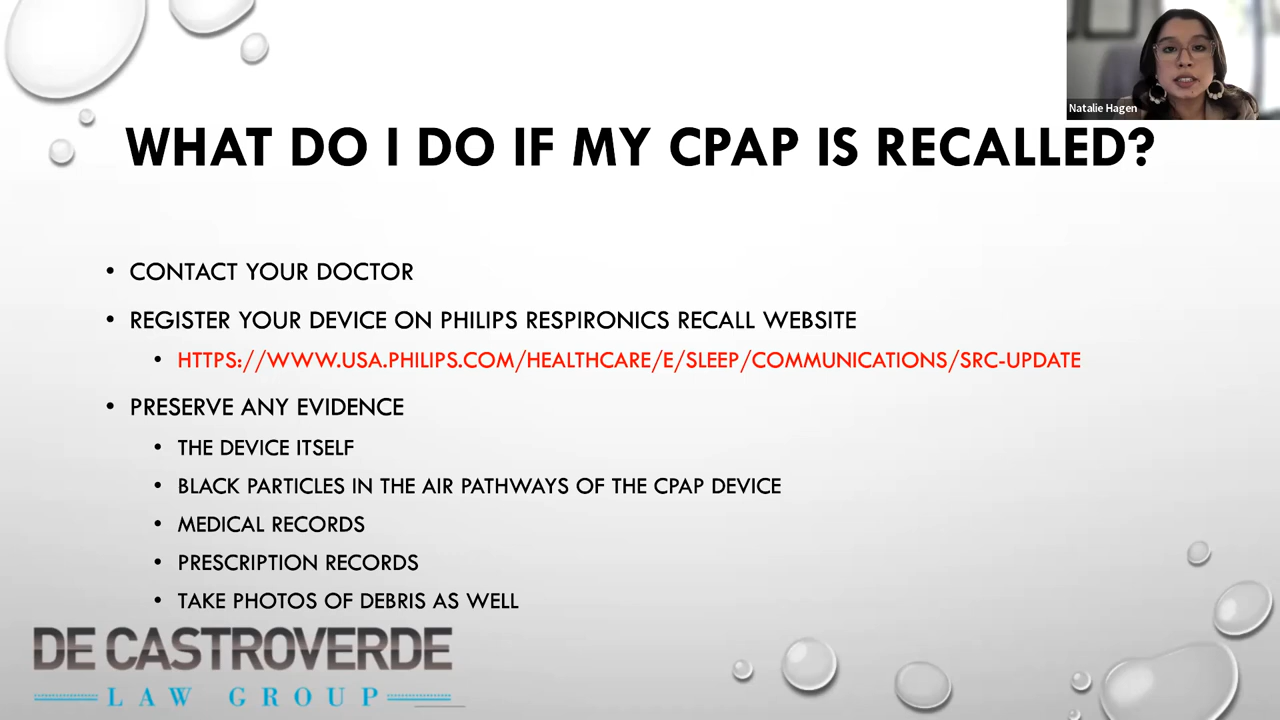 Natalie Hagen
WHAT DO I DO IF MY CPAP IS RECALLED?
• CONTACT YOUR DOCTOR
• REGISTER YOUR DEVICE ON PHILIPS RESPIRONICS RECALL WEBSITE
• HTTPS://WWW.USA.PHILIPS.COM/HEALTHCARE/E/SLEEP/COMMUNICATIONS/SRC-UPDATE
• PRESERVE ANY EVIDENCE
• THE DEVICE ITSELF
• BLACK PARTICLES IN THE AIR PATHWAYS OF THE CPAP DEVICE
• MEDICAL RECORDS
• PRESCRIPTION RECORDS
• TAKE PHOTOS OF DEBRIS AS WELL
DE CASTROVERDE
LAW GROUP